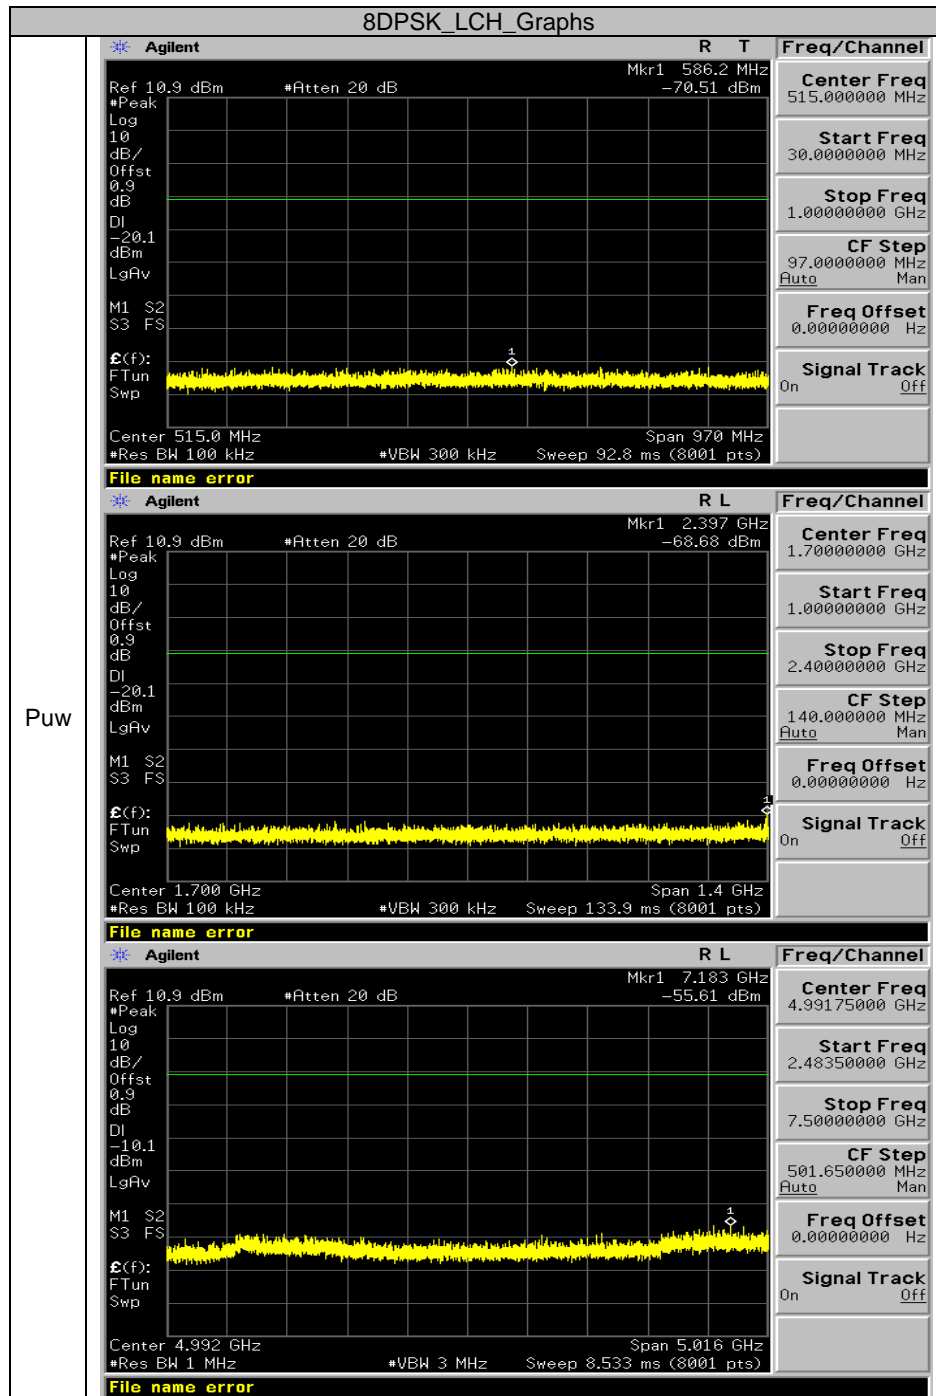 8DPSK_LCH_Graphs
Puw
Agilent R T Freq/Channel
Mkr1 586.2 MHz
Ref 10.9 dBm #Atten 20 dB -70.51 dBm
#Peak
Log
10
dB/
Offst
0.9
dB
DI
-20.1
dBm
LgAv
M1 S2
S3 FS
£(f):
FTun
Swp
1
Center 515.0 MHz Span 970 MHz
#Res BW 100 kHz #VBW 300 kHz Sweep 92.8 ms (8001 pts)
File name error
Center Freq
515.000000 MHz
Start Freq
30.0000000 MHz
Stop Freq
1.00000000 GHz
CF Step
97.0000000 MHz
Auto Man
Freq Offset
0.00000000 Hz
Signal Track
On Off
Agilent R L Freq/Channel
Mkr1 2.397 GHz
Ref 10.9 dBm #Atten 20 dB -68.68 dBm
#Peak
Log
10
dB/
Offst
0.9
dB
DI
-20.1
dBm
LgAv
M1 S2
S3 FS
£(f):
FTun
Swp
1
Center 1.700 GHz Span 1.4 GHz
#Res BW 100 kHz #VBW 300 kHz Sweep 133.9 ms (8001 pts)
File name error
Center Freq
1.70000000 GHz
Start Freq
1.00000000 GHz
Stop Freq
2.40000000 GHz
CF Step
140.000000 MHz
Auto Man
Freq Offset
0.00000000 Hz
Signal Track
On Off
Agilent R L Freq/Channel
Mkr1 7.183 GHz
Ref 10.9 dBm #Atten 20 dB -55.61 dBm
#Peak
Log
10
dB/
Offst
0.9
dB
DI
-10.1
dBm
LgAv
M1 S2
S3 FS
£(f):
FTun
Swp
1
Center 4.992 GHz Span 5.016 GHz
#Res BW 1 MHz #VBW 3 MHz Sweep 8.533 ms (8001 pts)
File name error
Center Freq
4.99175000 GHz
Start Freq
2.48350000 GHz
Stop Freq
7.50000000 GHz
CF Step
501.650000 MHz
Auto Man
Freq Offset
0.00000000 Hz
Signal Track
On Off